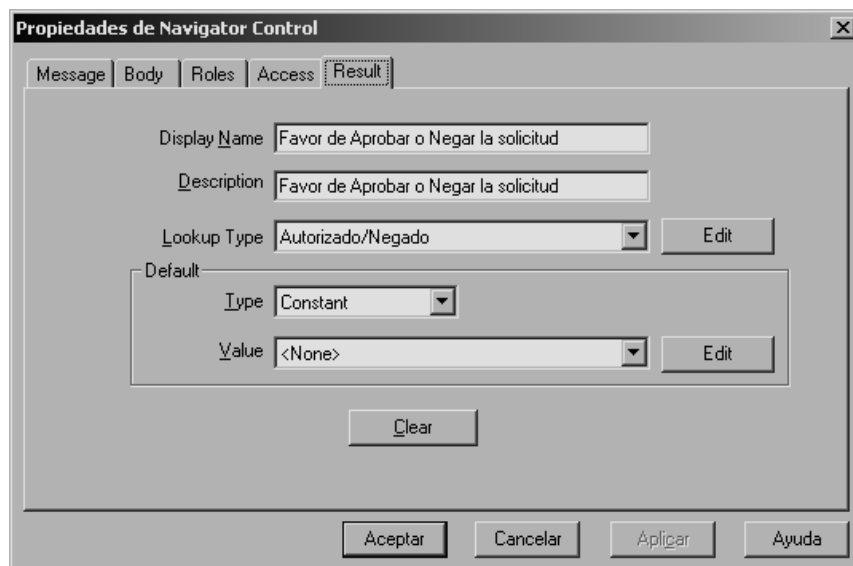 Propiedades de Navigator Control
Message Body Roles Access Result
Display Name Favor de Aprobar o Negar la solicitud
Description Favor de Aprobar o Negar la solicitud
Lookup Type Autorizado/Negado Edit
Default
Type Constant
Value <None> Edit
Clear
Aceptar Cancelar Aplicar Ayuda